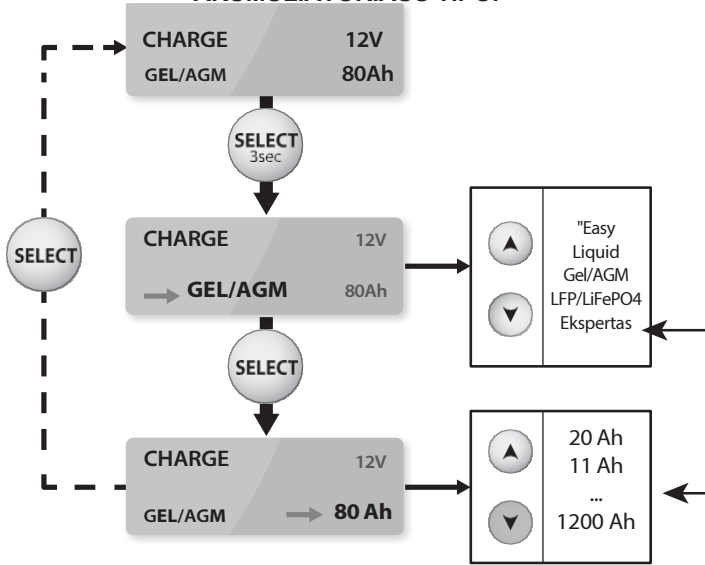 CHARGE 12V
GEL/AGM 80Ah
SELECT
3sec
CHARGE 12V
GEL/AGM 80Ah
"Easy
Liquid
Gel/AGM
LFP/LiFePO4
Ekspertas
SELECT
SELECT
CHARGE 12V
GEL/AGM 80 Ah
20 Ah
11 Ah
...
1200 Ah